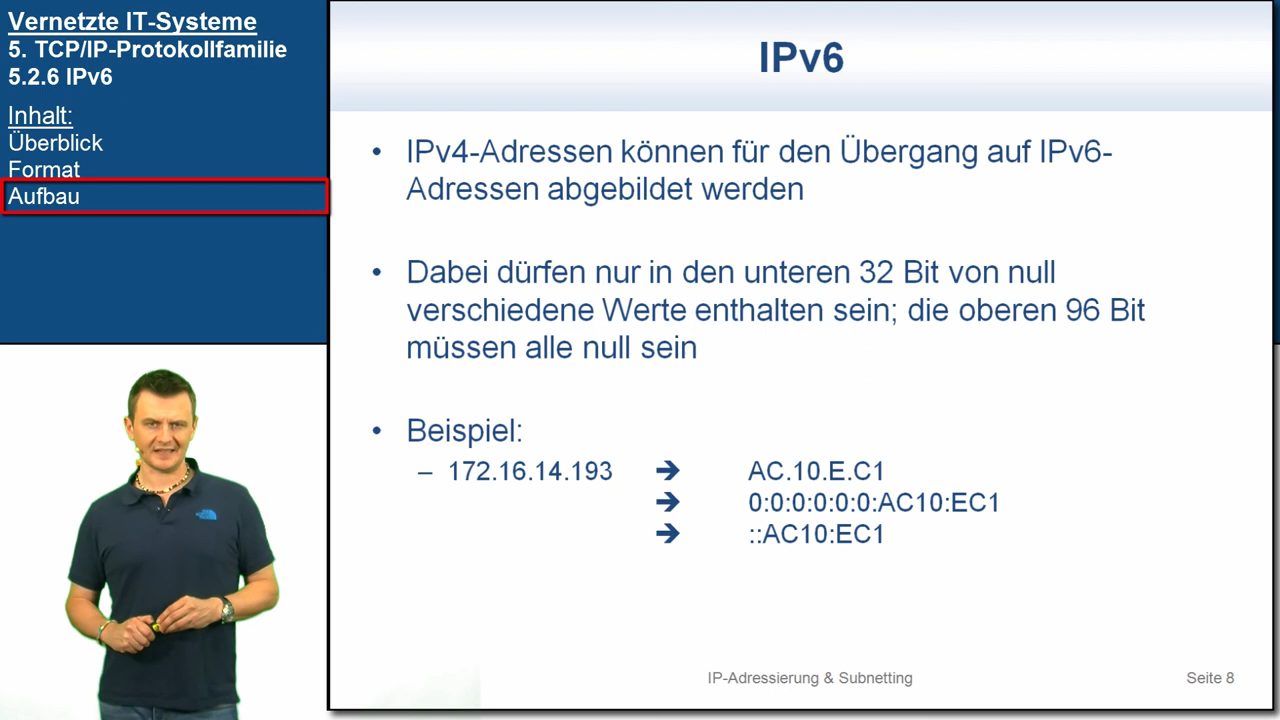 Vernetzte IT-Systeme
5. TCP/IP-Protokollfamilie
5.2.6 IPv6
Inhalt:
Überblick
Format
Aufbau
IPv6
• IPv4-Adressen können für den Übergang auf IPv6-
Adressen abgebildet werden
• Dabei dürfen nur in den unteren 32 Bit von null
verschiedene Werte enthalten sein; die oberen 96 Bit
müssen alle null sein
• Beispiel:
– 172.16.14.193 ➔ AC.10.E.C1
➔ 0:0:0:0:0:0:AC10:EC1
➔ ::AC10:EC1
IP-Adressierung & Subnetting
Seite 8